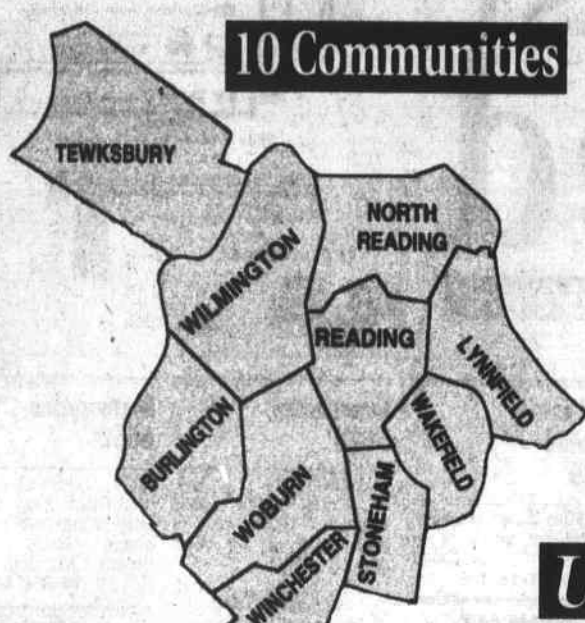 10 Communities
TEWKSBURY
NORTH
READING
WILMINGTON
READING
LYNNFIELD
BURLINGTON
WAKEFIELD
WOBURN
STONEHAM
WINCHESTER
U